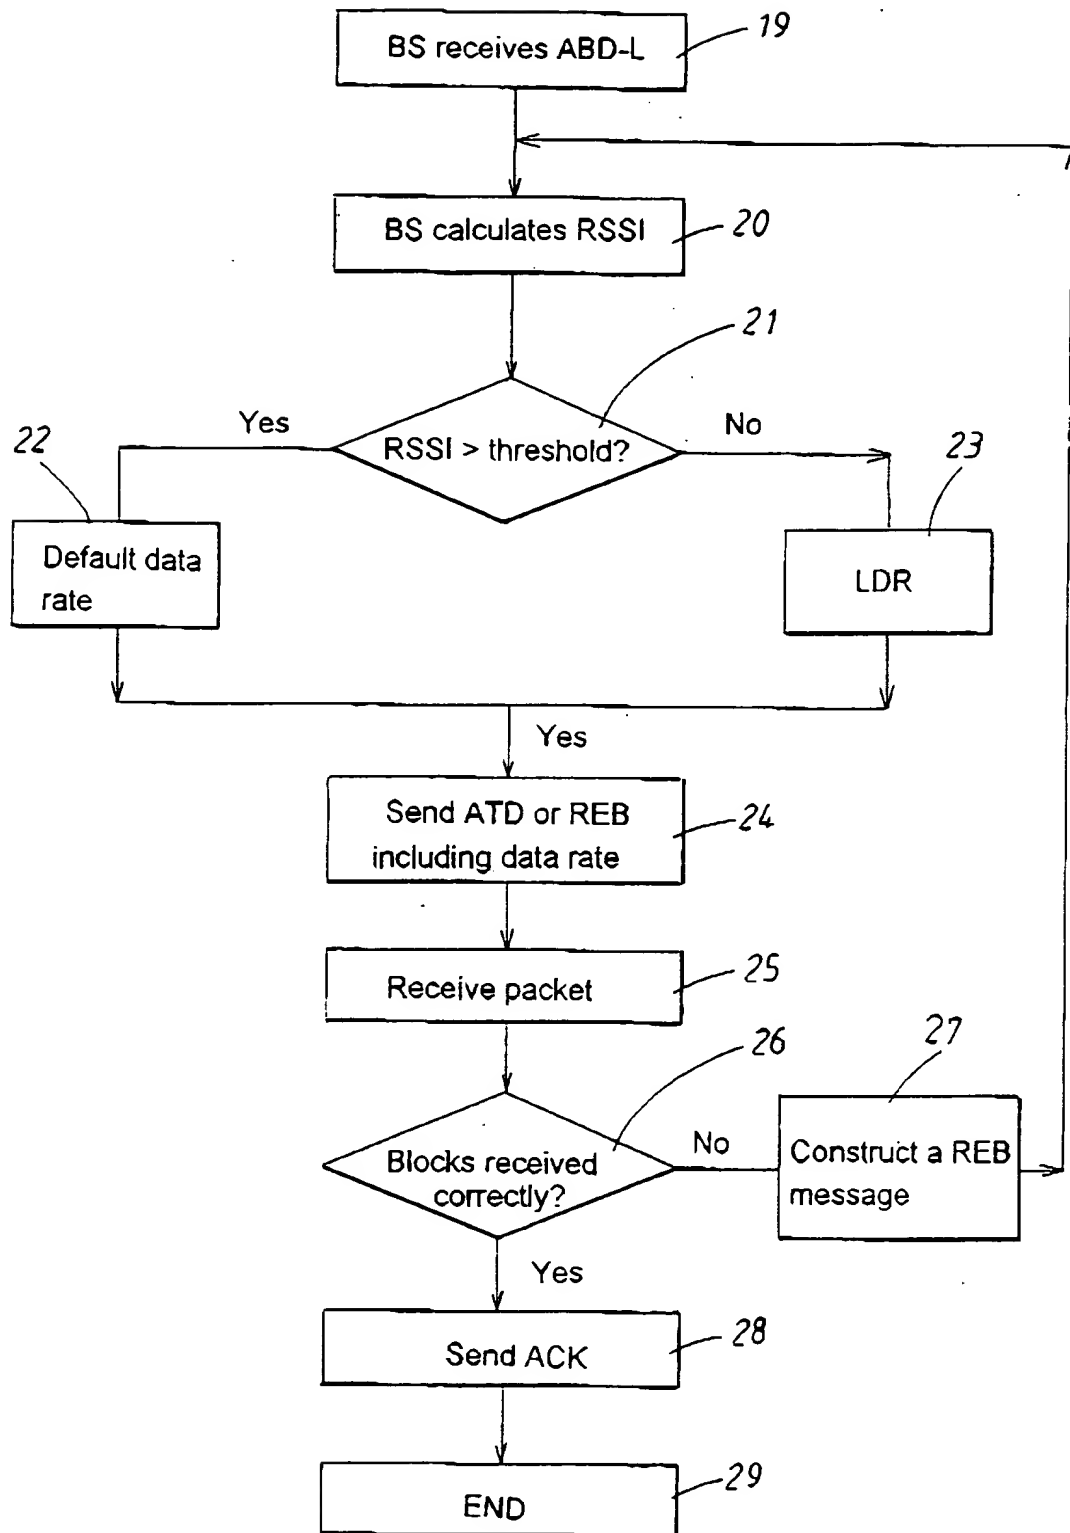 BS receives ABD-L
19
BS calculates RSSI
20
21
Yes
RSSI > threshold?
No
22
23
Default data
rate
LDR
Yes
Send ATD or REB
including data rate
24
Receive packet
25
26
27
Blocks received
correctly?
No
Construct a REB
message
Yes
Send ACK
28
END
29